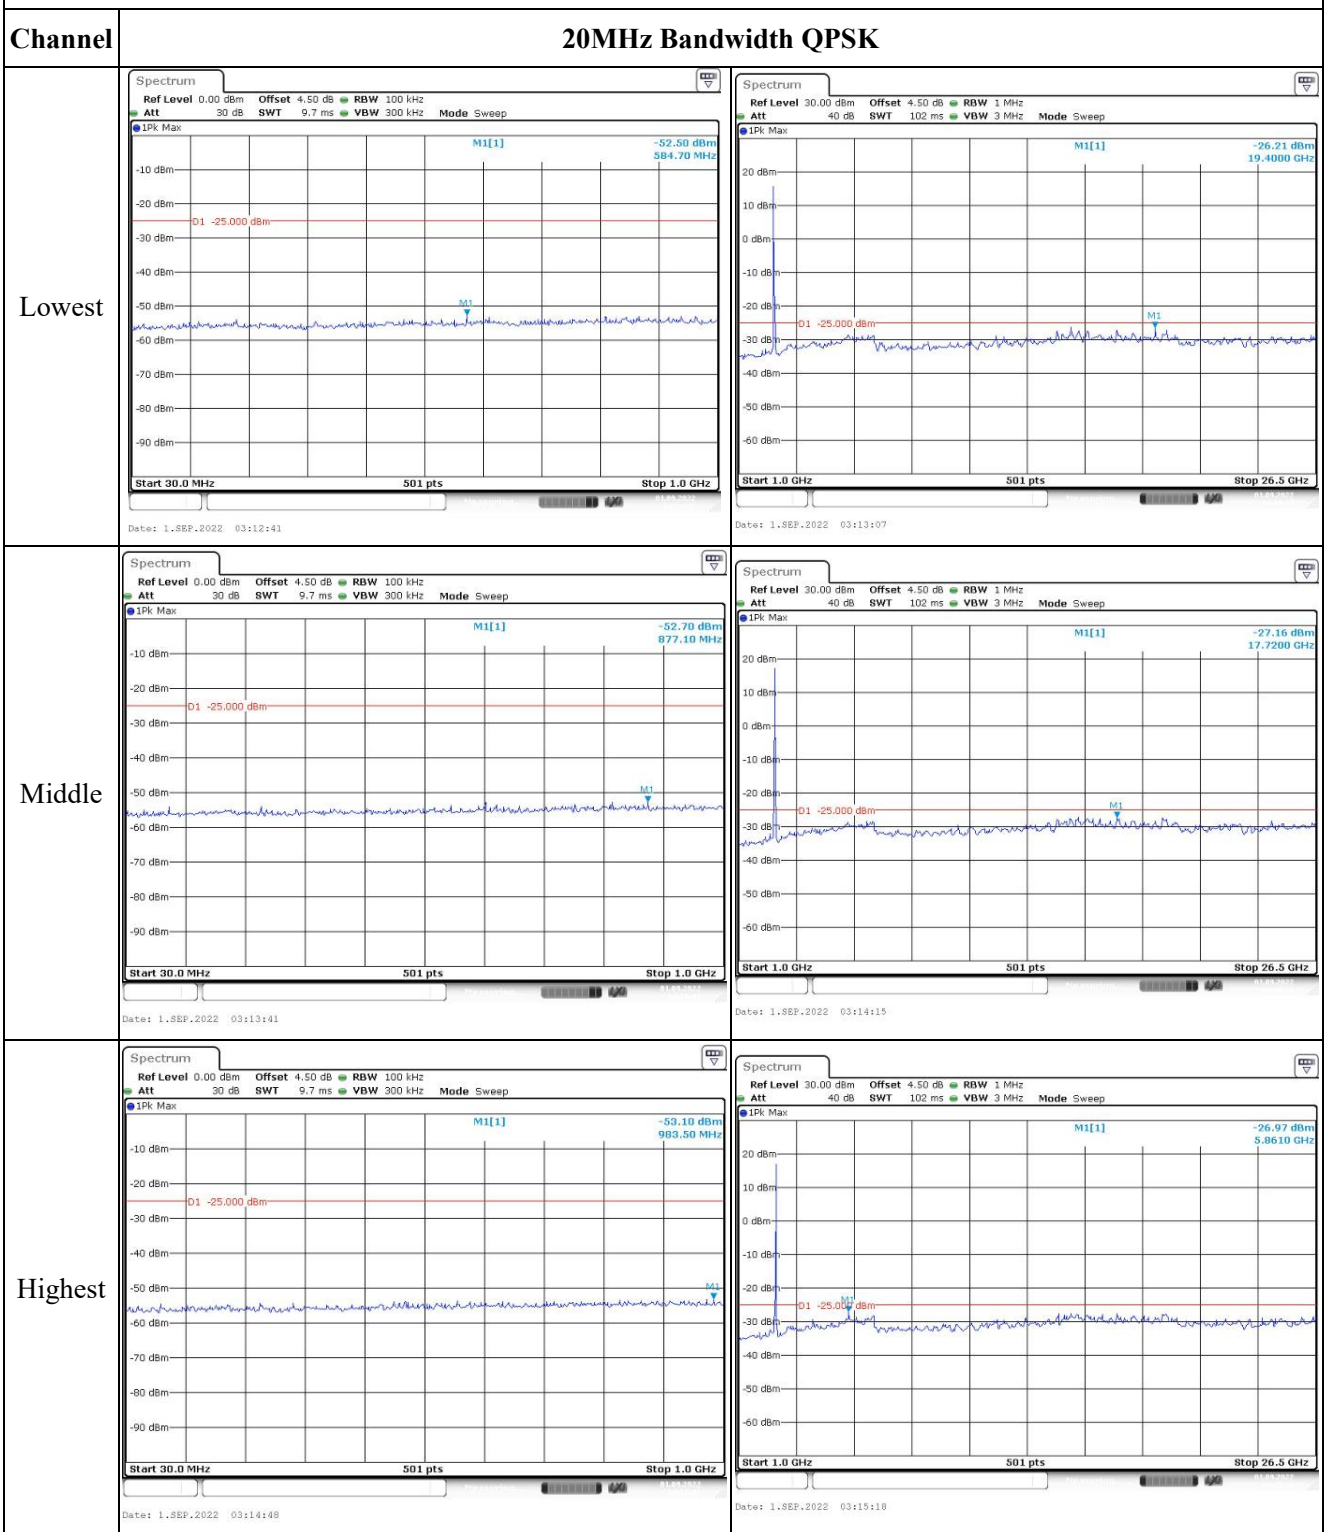 Channel
20MHz Bandwidth QPSK
Lowest
Spectrum
Ref Level 0.00 dBm Offset 4.50 dB RBW 100 kHz
Att 30 dB SWT 9.7 ms VBW 300 kHz Mode Sweep
1Pk Max
M1[1] -52.50 dBm
584.70 MHz
-10 dBm
-20 dBm
D1 -25.000 dBm
-30 dBm
-40 dBm
-50 dBm
M1
-60 dBm
-70 dBm
-80 dBm
-90 dBm
Start 30.0 MHz 501 pts Stop 1.0 GHz
Date: 1.SEP.2022 03:12:41
Spectrum
Ref Level 30.00 dBm Offset 4.50 dB RBW 1 MHz
Att 40 dB SWT 102 ms VBW 3 MHz Mode Sweep
1Pk Max
M1[1] -26.21 dBm
19.4000 GHz
20 dBm
10 dBm
0 dBm
-10 dBm
-20 dBm
M1
D1 -25.000 dBm
-30 dBm
-40 dBm
-50 dBm
-60 dBm
Start 1.0 GHz 501 pts Stop 26.5 GHz
Date: 1.SEP.2022 03:13:07
Middle
Spectrum
Ref Level 0.00 dBm Offset 4.50 dB RBW 100 kHz
Att 30 dB SWT 9.7 ms VBW 300 kHz Mode Sweep
1Pk Max
M1[1] -52.70 dBm
877.10 MHz
-10 dBm
-20 dBm
D1 -25.000 dBm
-30 dBm
-40 dBm
-50 dBm
M1
-60 dBm
-70 dBm
-80 dBm
-90 dBm
Start 30.0 MHz 501 pts Stop 1.0 GHz
Date: 1.SEP.2022 03:13:41
Spectrum
Ref Level 30.00 dBm Offset 4.50 dB RBW 1 MHz
Att 40 dB SWT 102 ms VBW 3 MHz Mode Sweep
1Pk Max
M1[1] -27.16 dBm
17.7200 GHz
20 dBm
10 dBm
0 dBm
-10 dBm
-20 dBm
M1
D1 -25.000 dBm
-30 dBm
-40 dBm
-50 dBm
-60 dBm
Start 1.0 GHz 501 pts Stop 26.5 GHz
Date: 1.SEP.2022 03:14:15
Highest
Spectrum
Ref Level 0.00 dBm Offset 4.50 dB RBW 100 kHz
Att 30 dB SWT 9.7 ms VBW 300 kHz Mode Sweep
1Pk Max
M1[1] -53.10 dBm
983.50 MHz
-10 dBm
-20 dBm
D1 -25.000 dBm
-30 dBm
-40 dBm
-50 dBm
M1
-60 dBm
-70 dBm
-80 dBm
-90 dBm
Start 30.0 MHz 501 pts Stop 1.0 GHz
Date: 1.SEP.2022 03:14:48
Spectrum
Ref Level 30.00 dBm Offset 4.50 dB RBW 1 MHz
Att 40 dB SWT 102 ms VBW 3 MHz Mode Sweep
1Pk Max
M1[1] -26.97 dBm
5.8610 GHz
20 dBm
10 dBm
0 dBm
-10 dBm
-20 dBm
M1
D1 -25.000 dBm
-30 dBm
-40 dBm
-50 dBm
-60 dBm
Start 1.0 GHz 501 pts Stop 26.5 GHz
Date: 1.SEP.2022 03:15:18